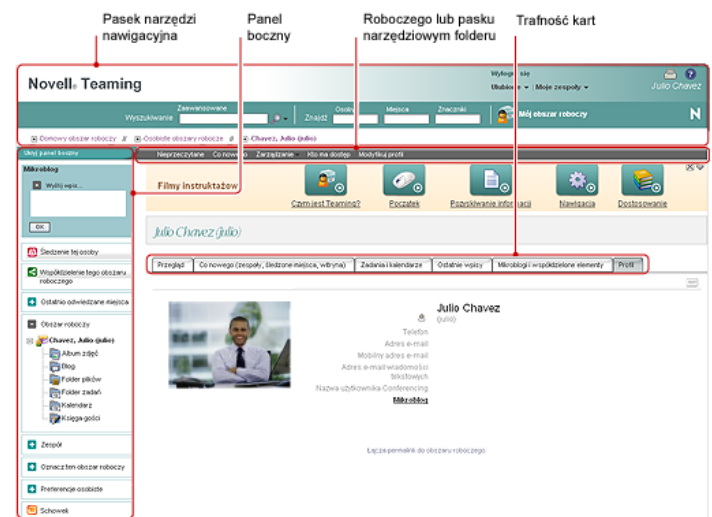 Pasek narzędzi nawigacyjna
Panel boczny
Roboczego lub pasku narzędziowym folderu
Trafność kart
Novell® Teaming
Wyloguj się
Ulubione
Moje zespoły
Julio Chavez
Zaawansowane
Osoby
Miejsca
Znaczniki
Wyszukiwanie
Znajdź
Mój obszar roboczy
N
Domowy obszar roboczy //
Osobiste obszary robocze //
Chavez, Julio (julio)
Ukryj panel boczny
Nieprzeczytane Co nowego Zarządzanie Kto ma dostęp Modyfikuj profil
Mikroblog
Wyślij wpis...
OK
Filmy instruktażow
Czym jest Teaming?
Początek
Pozyskiwanie informacji
Nawigacja
Dostosowanie
Julio Chavez (julio)
Śledzenie tej osoby
Współdzielenie tego obszaru roboczego
Ostatnio odwiedzane miejsca
Przegląd
Co nowego (zespoły, śledzone miejsca, witryna)
Zadania i kalendarze
Ostatnie wpisy
Mikroblogi i współdzielone elementy
Profil
Obszar roboczy
Chavez, Julio (julio)
Album zdjęć
Blog
Folder plików
Folder zadań
Kalendarz
Księga gości
Julio Chavez
(julio)
Telefon
Adres e-mail
Mobilny adres e-mail
Adres e-mail wiadomości tekstowych
Nazwa użytkownika Conferencing
Mikroblog
Zespół
Oznacz ten obszar roboczy
Preferencje osobiste
Schowek
Łącza permalink do obszaru roboczego